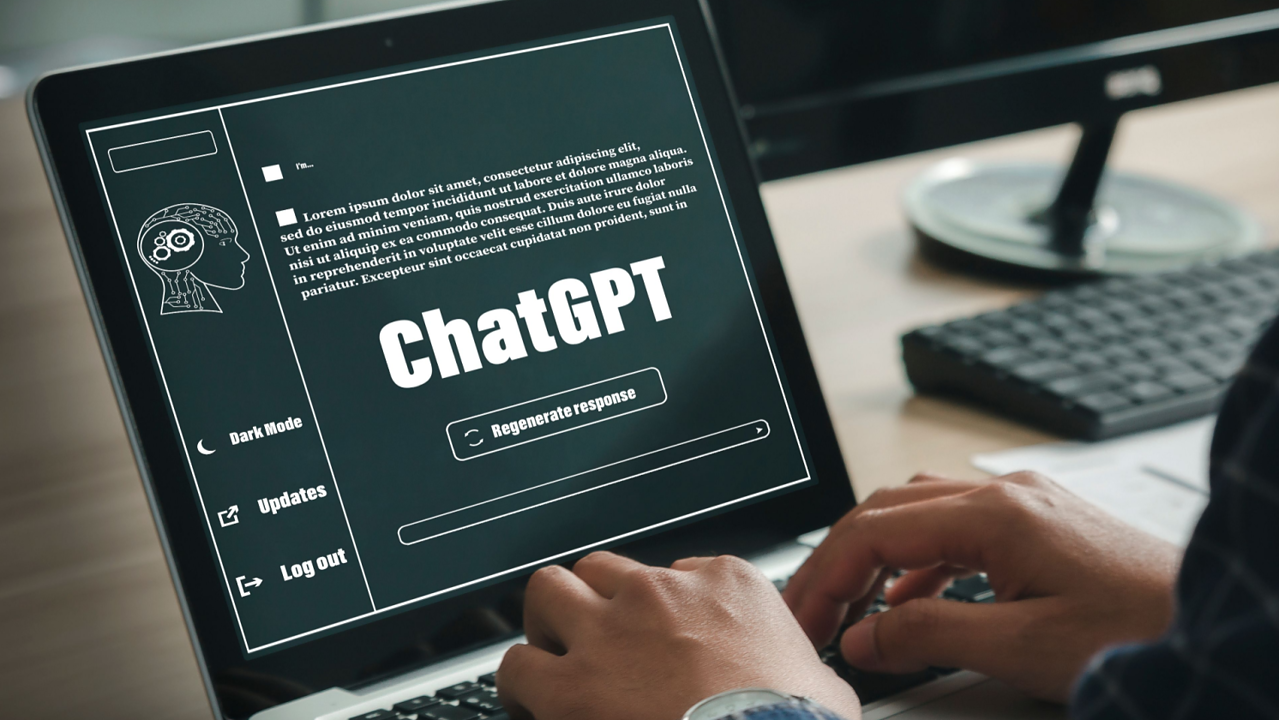 I'm...
Lorem ipsum dolor sit amet, consectetur adipiscing elit,
sed do eiusmod tempor incididunt ut labore et dolore magna aliqua.
Ut enim ad minim veniam, quis nostrud exercitation ullamco laboris
nisi ut aliquip ex ea commodo consequat. Duis aute irure dolor
in reprehenderit in voluptate velit esse cillum dolore eu fugiat nulla
pariatur. Excepteur sint occaecat cupidatat non proident, sunt in
ChatGPT
Regenerate response
Dark Mode
Updates
Log out